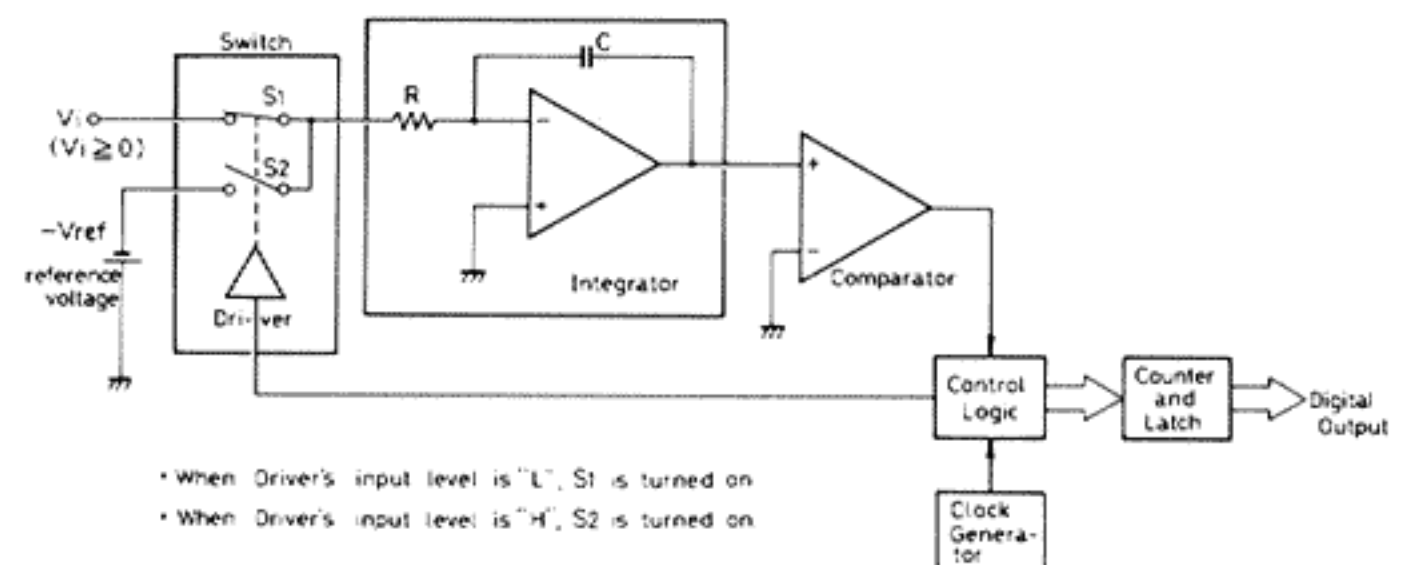 Switch
C
S1
R
Vi
(Vi ≧ 0)
-
+
S2
+
-
-Vref
reference
voltage
Integrator
Comparator
Driver
Control
Logic
Counter
and
Latch
Digital
Output
• When Driver's input level is "L", S1 is turned on
• When Driver's input level is "H", S2 is turned on
Clock
Genera-
tor